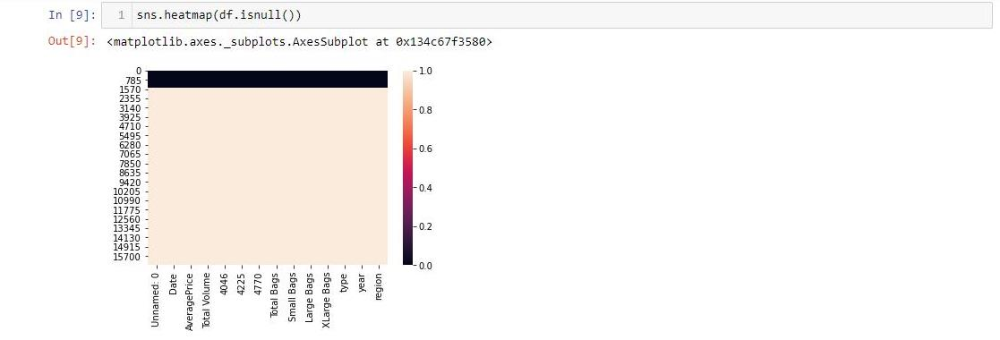 In [9]: 1 sns.heatmap(df.isnull())
Out[9]: <matplotlib.axes._subplots.AxesSubplot at 0x134c67f3580>
0
785
1570
2355
3140
3925
4710
5495
6280
7065
7850
8635
9420
10205
10990
11775
12560
13345
14130
14915
15700
1.0
0.8
0.6
0.4
0.2
0.0
Unnamed: 0
Date
AveragePrice
Total Volume
4046
4225
4770
Total Bags
Small Bags
Large Bags
XLarge Bags
type
year
region